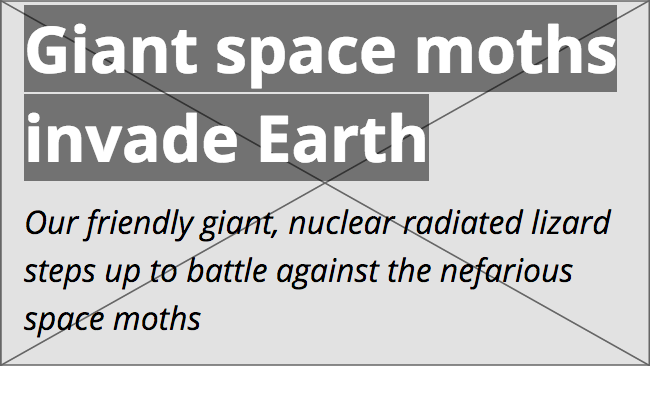 Giant space moths
invade Earth
Our friendly giant, nuclear radiated lizard
steps up to battle against the nefarious
space moths